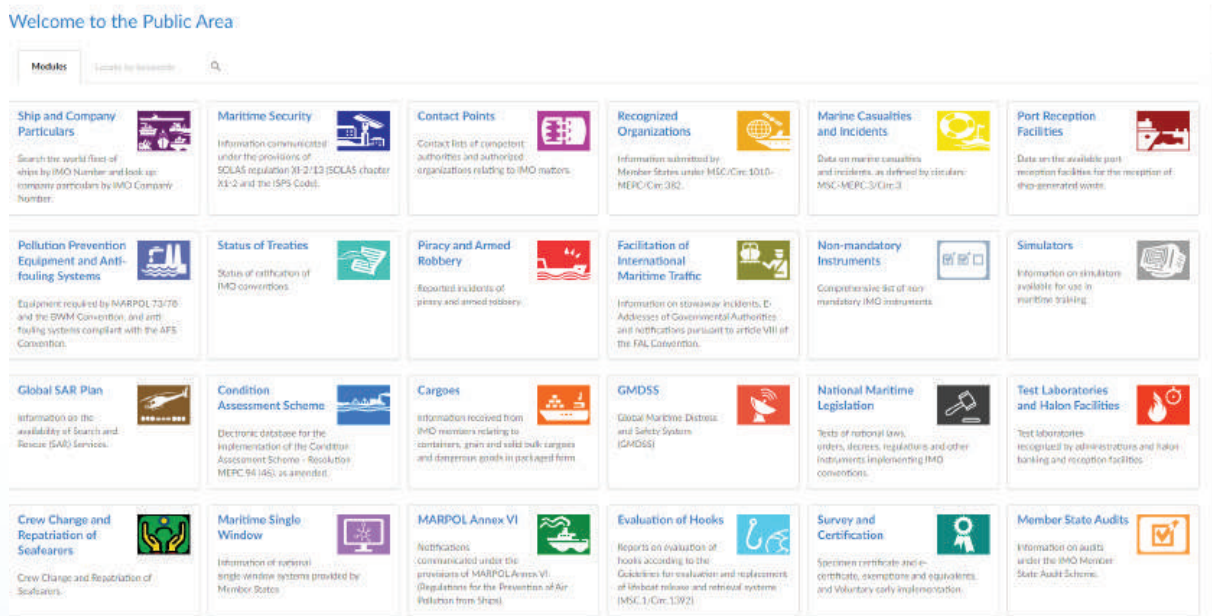 Welcome to the Public Area
Modules
Locate by keywords
Ship and Company
Particulars
Search the world fleet of
ships by IMO Number and look up
company particulars by IMO Company
Number.
Maritime Security
Information communicated
under the provisions of
SOLAS regulation XI-2/13 (SOLAS chapter
XI-2 and the ISPS Code).
Contact Points
Contact lists of competent
authorities and authorized
organizations relating to IMO matters.
Recognized
Organizations
Information submitted by
Member States under MSC/Circ.1010-
MEPC/Circ.382.
Marine Casualties
and Incidents
Data on marine casualties
and incidents, as defined by circulars
MSC-MEPC.3/Circ.3
Port Reception
Facilities
Data on the available port
reception facilities for the reception of
ship-generated waste.
Pollution Prevention
Equipment and Anti-
fouling Systems
Equipment required by MARPOL 73/78
and the BWM Convention, and anti-
fouling systems compliant with the AFS
Convention.
Status of Treaties
Status of ratification of
IMO conventions.
Piracy and Armed
Robbery
Reported incidents of
piracy and armed robbery.
Facilitation of
International
Maritime Traffic
Information on stowaway incidents, E-
Addresses of Governmental Authorities
and notifications pursuant to article VIII of
the FAL Convention.
Non-mandatory
Instruments
Comprehensive list of non-
mandatory IMO instruments
Simulators
Information on simulators
available for use in
maritime training.
Global SAR Plan
Information on the
availability of Search and
Rescue (SAR) Services.
Condition
Assessment Scheme
Electronic database for the
implementation of the Condition
Assessment Scheme - Resolution
MEPC.94 (46), as amended.
Cargoes
Information received from
IMO members relating to
containers, grain and solid bulk cargoes
and dangerous goods in packaged form
GMDSS
Global Maritime Distress
and Safety System
(GMDSS)
National Maritime
Legislation
Texts of national laws,
orders, decrees, regulations and other
instruments implementing IMO
conventions.
Test Laboratories
and Halon Facilities
Test laboratories
recognized by administrations and halon
banking and reception facilities.
Crew Change and
Repatriation of
Seafarers
Crew Change and Repatriation of
Seafarers.
Maritime Single
Window
Information of national
single window systems provided by
Member States
MARPOL Annex VI
Notifications
communicated under the
provisions of MARPOL Annex VI
(Regulations for the Prevention of Air
Pollution from Ships).
Evaluation of Hooks
Reports on evaluation of
hooks according to the
Guidelines for evaluation and replacement
of lifeboat release and retrieval systems
(MSC.1/Circ.1392).
Survey and
Certification
Specimen certificate and e-
certificate, exemptions and equivalents,
and Voluntary early implementation.
Member State Audits
Information on audits
under the IMO Member
State Audit Scheme.